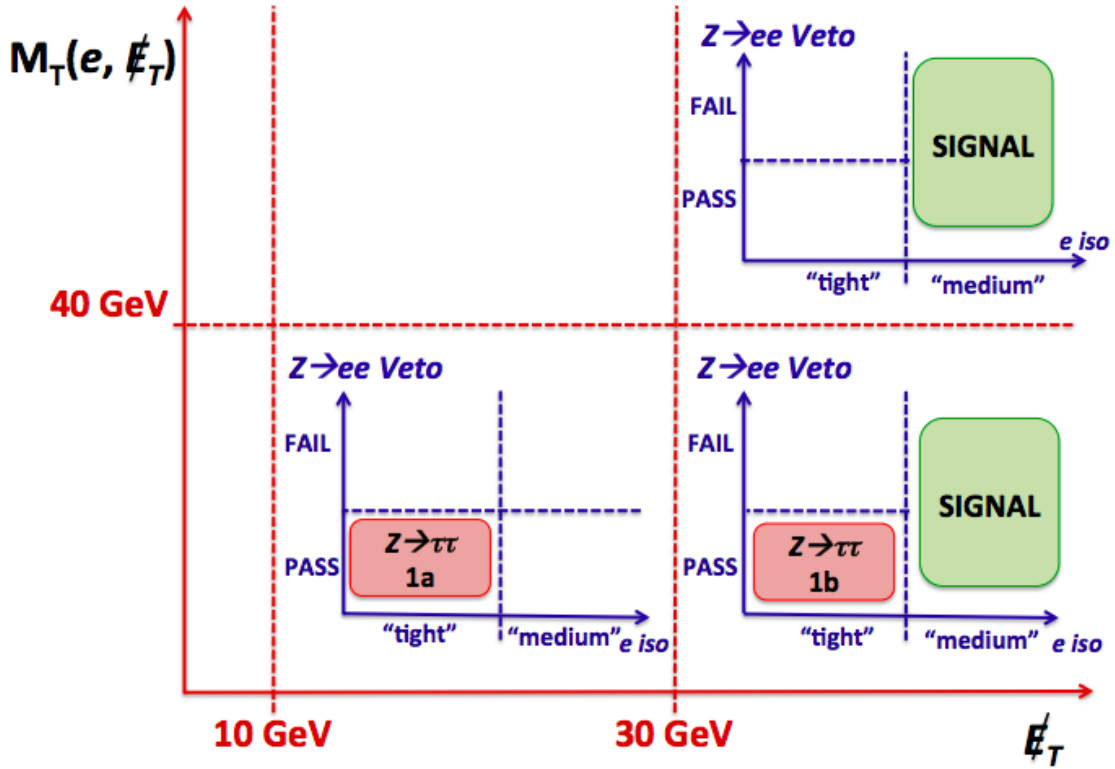 M_T(e, E̸_T)
Z→ee Veto
FAIL
SIGNAL
PASS
e iso
"tight"
"medium"
40 GeV
Z→ee Veto
Z→ee Veto
FAIL
FAIL
SIGNAL
Z→ττ
1a
Z→ττ
1b
PASS
PASS
"tight"
"medium"
e iso
"tight"
"medium"
e iso
10 GeV
30 GeV
E̸_T